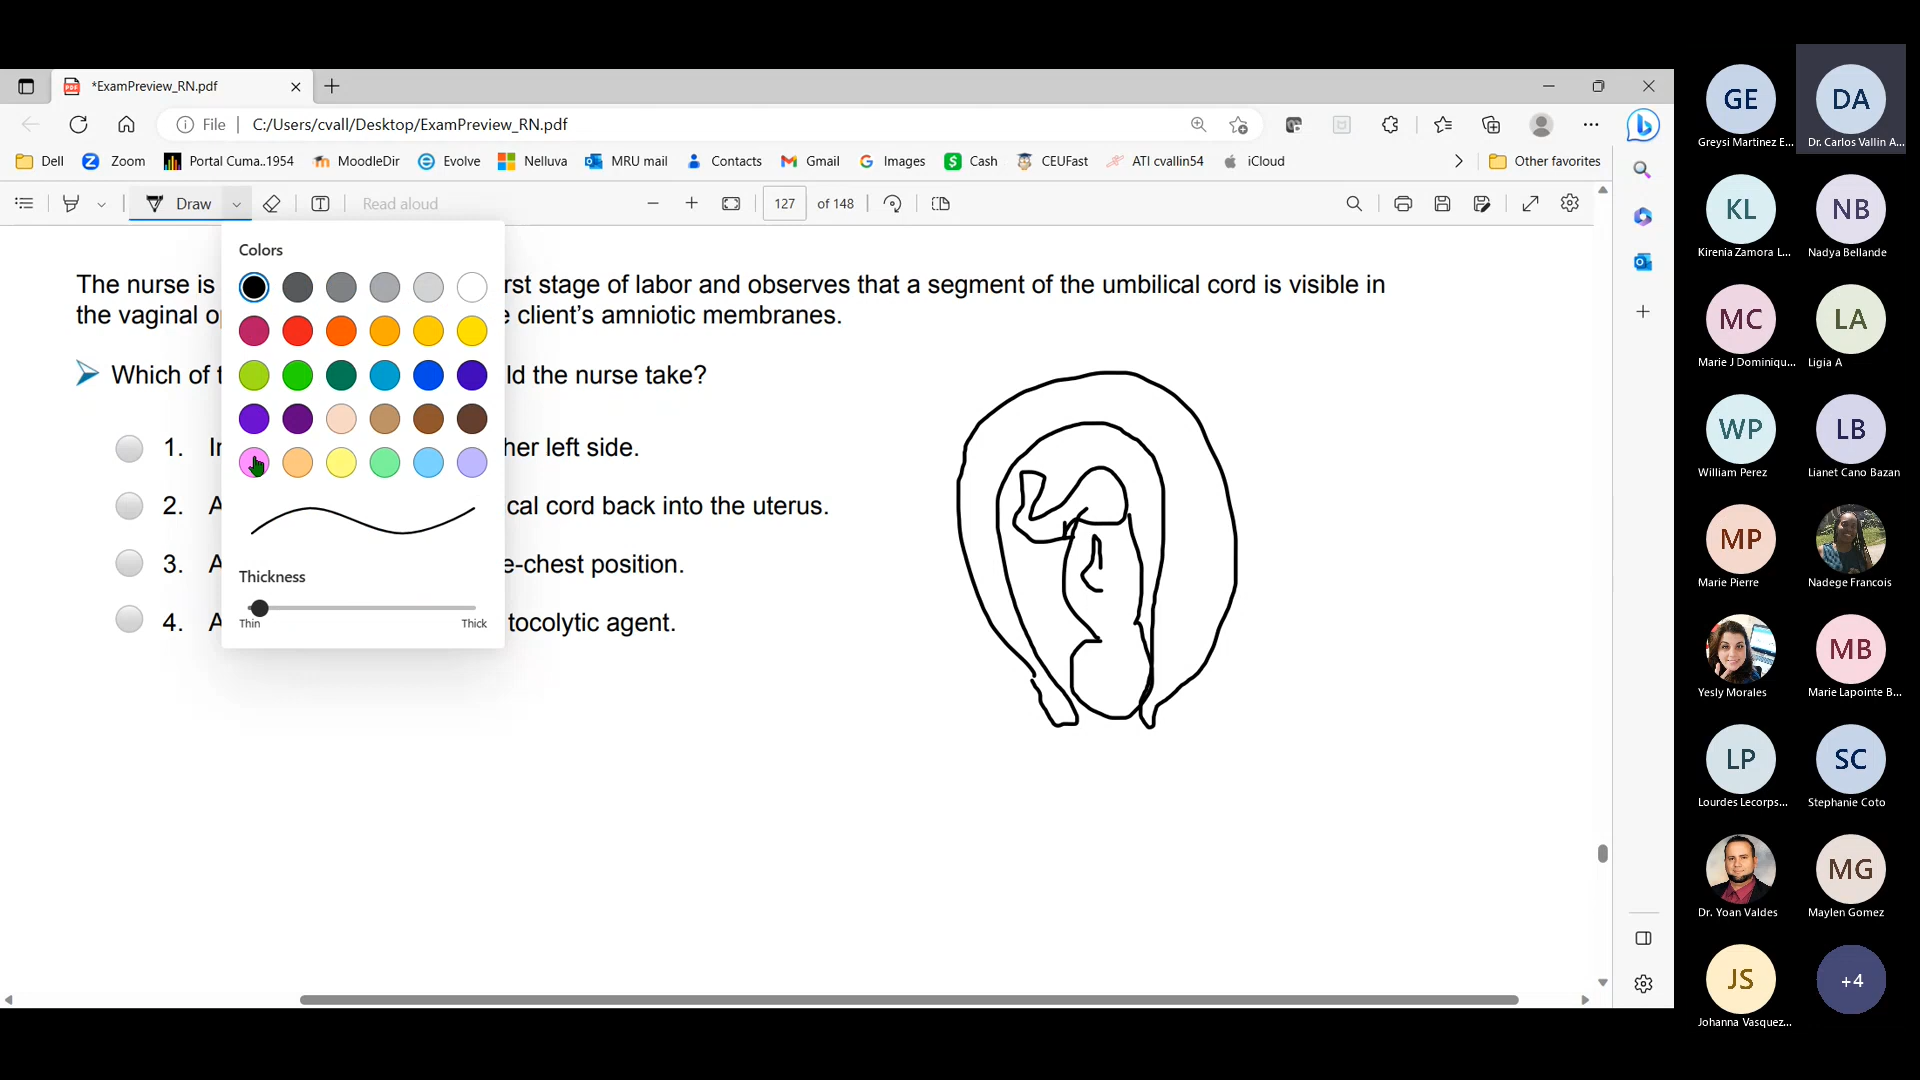 *ExamPreview_RN.pdf
File
C:/Users/cvall/Desktop/ExamPreview_RN.pdf
Dell
Zoom
Portal Cuma..1954
MoodleDir
Evolve
Nelluva
MRU mail
Contacts
Gmail
Images
Cash
CEUFast
ATI cvallin54
iCloud
Other favorites
Draw
Read aloud
127
of 148
Colors
Thickness
Thin
Thick
The nurse is rst stage of labor and observes that a segment of the umbilical cord is visible in
the vaginal client's amniotic membranes.
Which of ld the nurse take?
1. her left side.
2. cal cord back into the uterus.
3. e-chest position.
4. tocolytic agent.
GE
Greysi Martinez E...
DA
Dr. Carlos Vallin A...
KL
Kirenia Zamora L...
NB
Nadya Bellande
MC
Marie J Dominiqu...
LA
Ligia A
WP
William Perez
LB
Lianet Cano Bazan
MP
Marie Pierre
Nadege Francois
Yesly Morales
MB
Marie Lapointe B...
LP
Lourdes Lecorps...
SC
Stephanie Coto
Dr. Yoan Valdes
MG
Maylen Gomez
JS
Johanna Vasquez...
+4